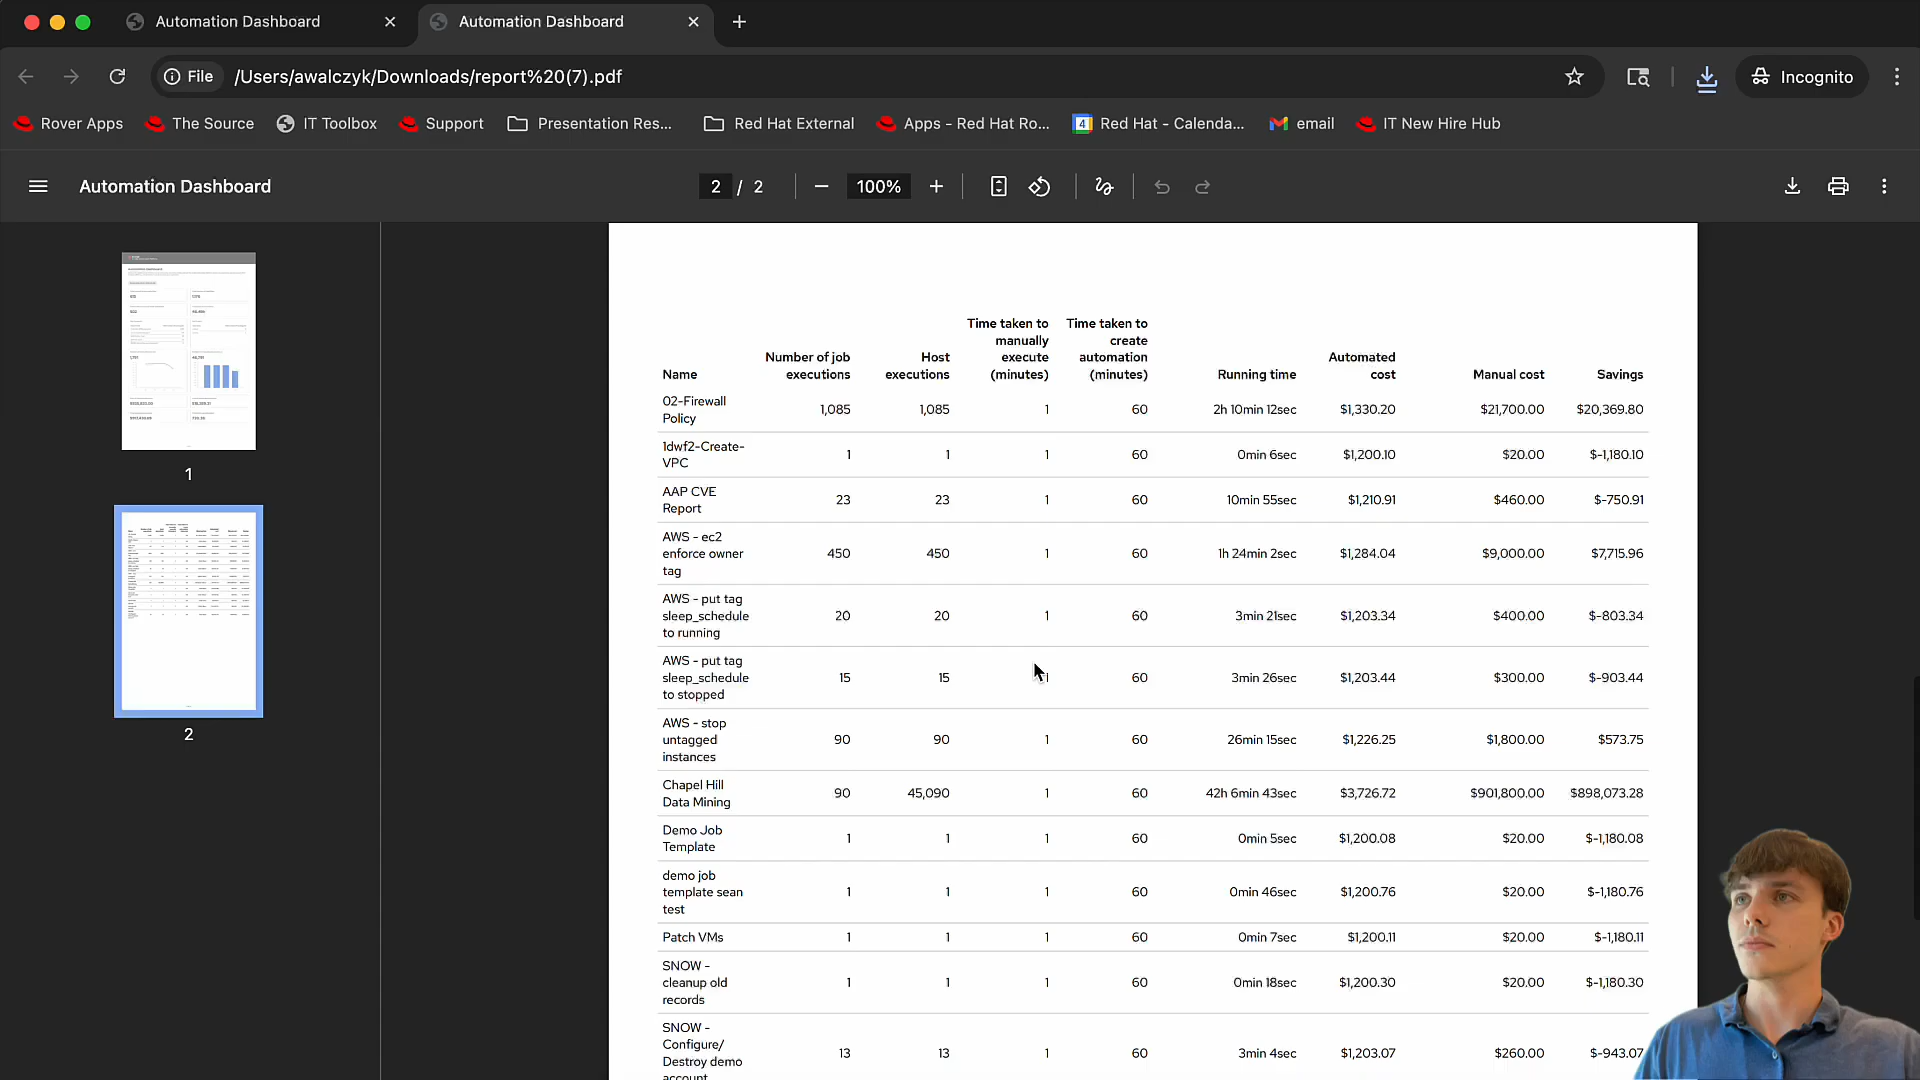 Automation Dashboard
Automation Dashboard
File /Users/awalczyk/Downloads/report%20(7).pdf
Incognito
Rover Apps The Source IT Toolbox Support Presentation Res... Red Hat External Apps - Red Hat Ro... 4 Red Hat - Calenda... email IT New Hire Hub
Automation Dashboard 2 / 2 100%
1
2
Name Number of job executions Host executions Time taken to manually execute (minutes) Time taken to create automation (minutes) Running time Automated cost Manual cost Savings
02-Firewall Policy 1,085 1,085 1 60 2h 10min 12sec $1,330.20 $21,700.00 $20,369.80
1dwf2-Create-VPC 1 1 1 60 0min 6sec $1,200.10 $20.00 $-1,180.10
AAP CVE Report 23 23 1 60 10min 55sec $1,210.91 $460.00 $-750.91
AWS - ec2 enforce owner tag 450 450 1 60 1h 24min 2sec $1,284.04 $9,000.00 $7,715.96
AWS - put tag sleep_schedule to running 20 20 1 60 3min 21sec $1,203.34 $400.00 $-803.34
AWS - put tag sleep_schedule to stopped 15 15 1 60 3min 26sec $1,203.44 $300.00 $-903.44
AWS - stop untagged instances 90 90 1 60 26min 15sec $1,226.25 $1,800.00 $573.75
Chapel Hill Data Mining 90 45,090 1 60 42h 6min 43sec $3,726.72 $901,800.00 $898,073.28
Demo Job Template 1 1 1 60 0min 5sec $1,200.08 $20.00 $-1,180.08
demo job template sean test 1 1 1 60 0min 46sec $1,200.76 $20.00 $-1,180.76
Patch VMs 1 1 1 60 0min 7sec $1,200.11 $20.00 $-1,180.11
SNOW - cleanup old records 1 1 1 60 0min 18sec $1,200.30 $20.00 $-1,180.30
SNOW - Configure/ Destroy demo account 13 13 1 60 3min 4sec $1,203.07 $260.00 $-943.07